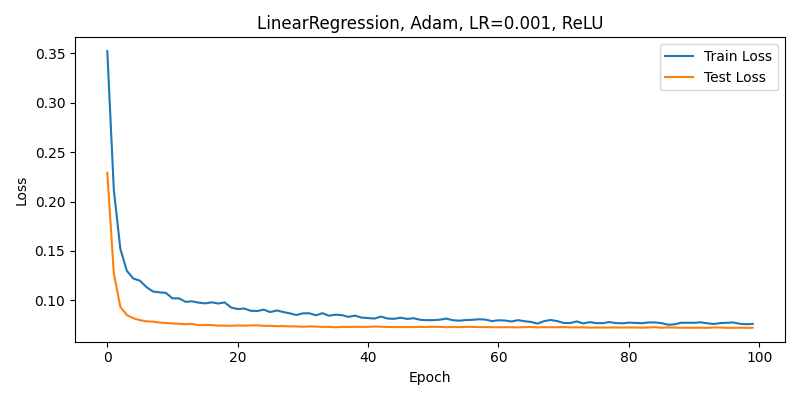 LinearRegression, Adam, LR=0.001, ReLU
Train Loss
Test Loss
Loss
0.35
0.30
0.25
0.20
0.15
0.10
0 20 40 60 80 100
Epoch